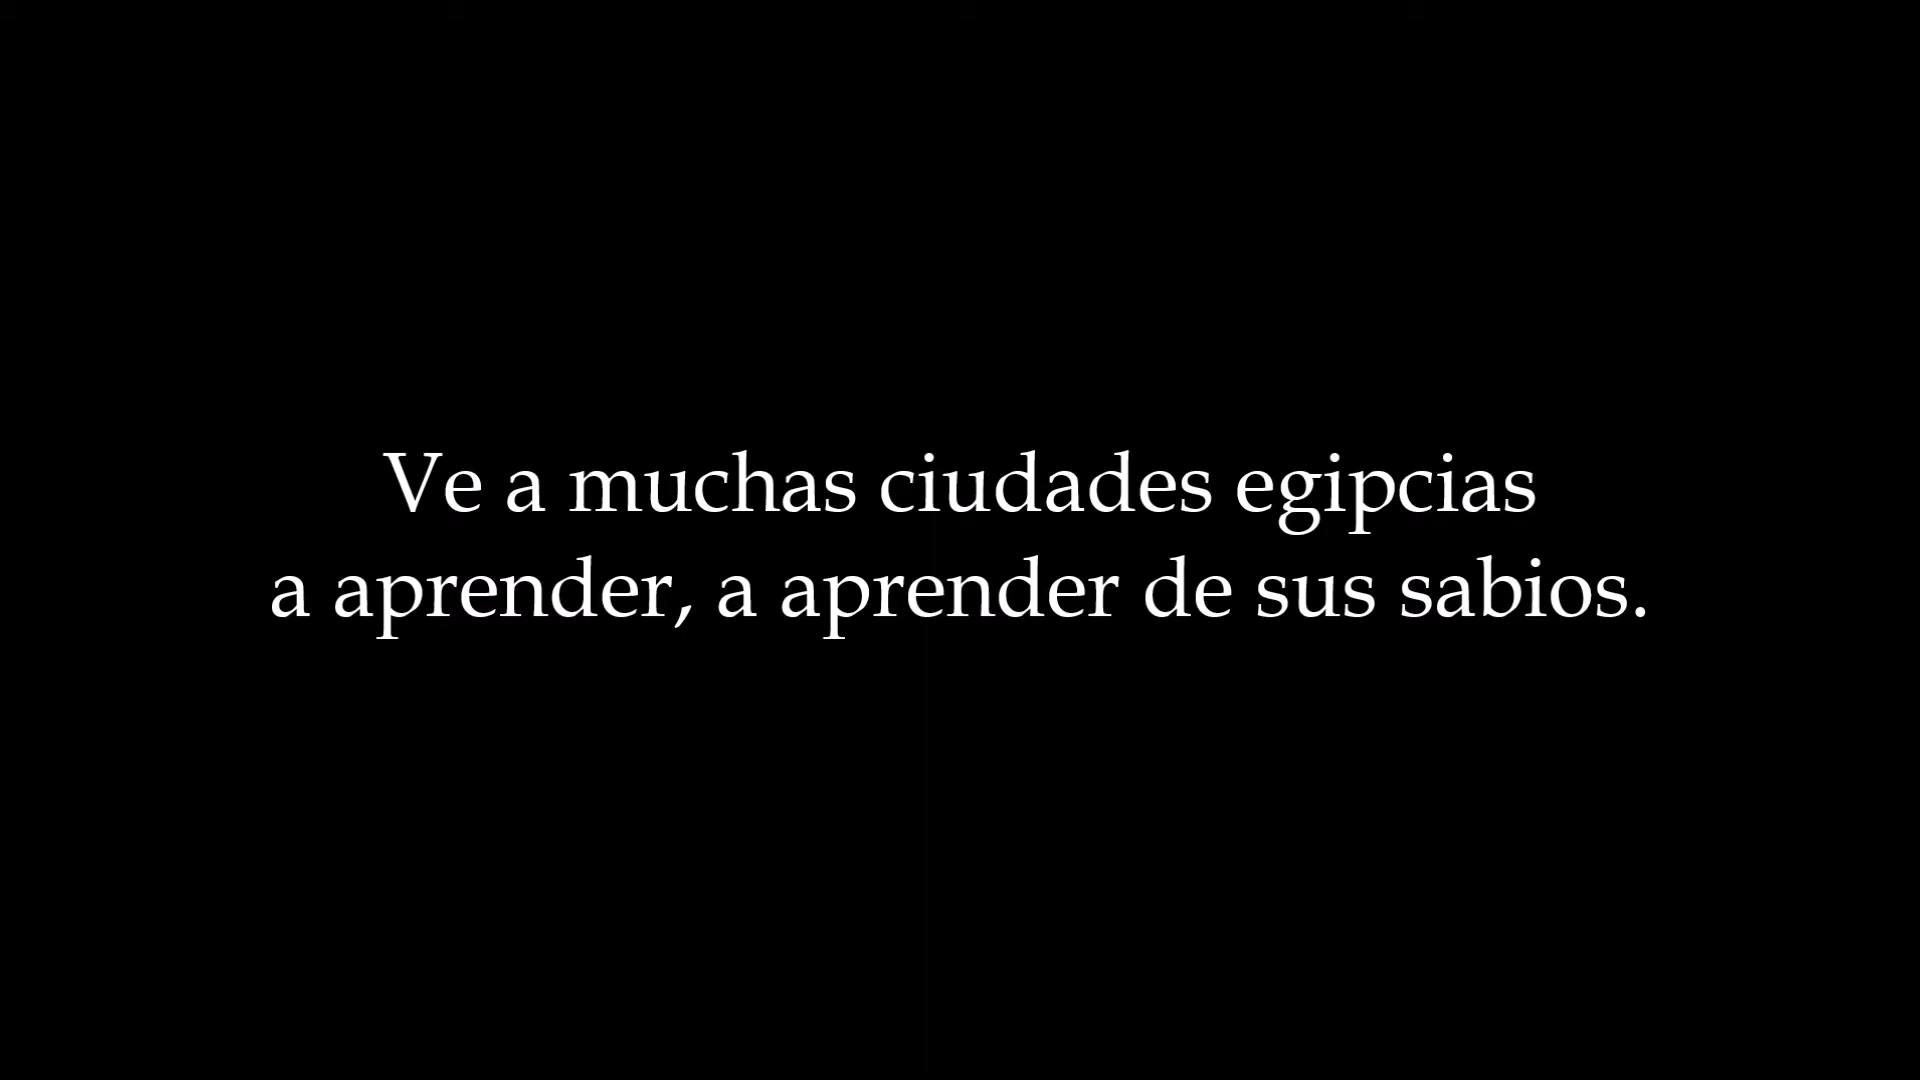 Ve a muchas ciudades egipcias
a aprender, a aprender de sus sabios.